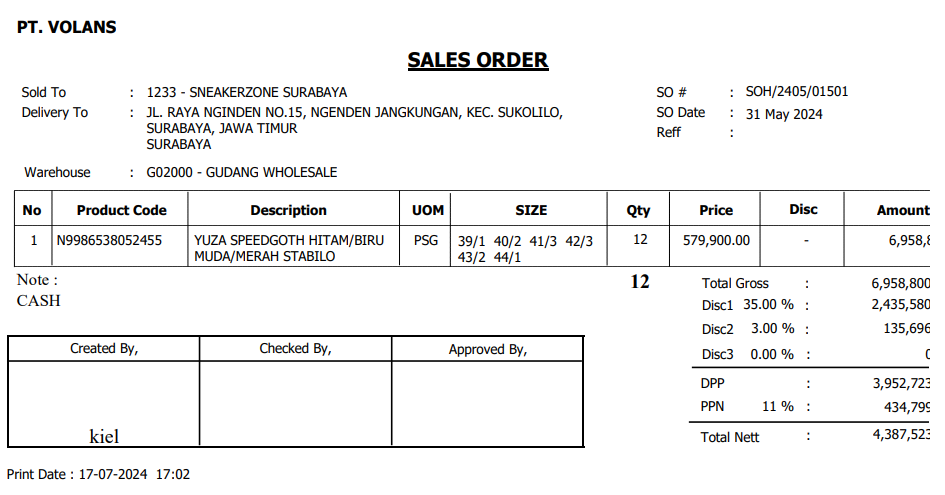 PT. VOLANS
SALES ORDER
Sold To : 1233 - SNEAKERZONE SURABAYA
Delivery To : JL. RAYA NGINDEN NO.15, NGENDEN JANGKUNGAN, KEC. SUKOLILO,
SURABAYA, JAWA TIMUR
SURABAYA
SO # : SOH/2405/01501
SO Date : 31 May 2024
Reff :
Warehouse : G02000 - GUDANG WHOLESALE
No Product Code Description UOM SIZE Qty Price Disc Amount
1 N9986538052455 YUZA SPEEDGOTH HITAM/BIRU PSG 39/1 40/2 41/3 42/3 12 579,900.00 - 6,958,8
MUDA/MERAH STABILO 43/2 44/1
Note :
CASH
12
Total Gross : 6,958,800
Disc1 35.00 % : 2,435,580
Disc2 3.00 % : 135,696
Disc3 0.00 % : 0
DPP : 3,952,723
PPN 11 % : 434,799
Total Nett : 4,387,523
Created By, Checked By, Approved By,
kiel
Print Date : 17-07-2024 17:02